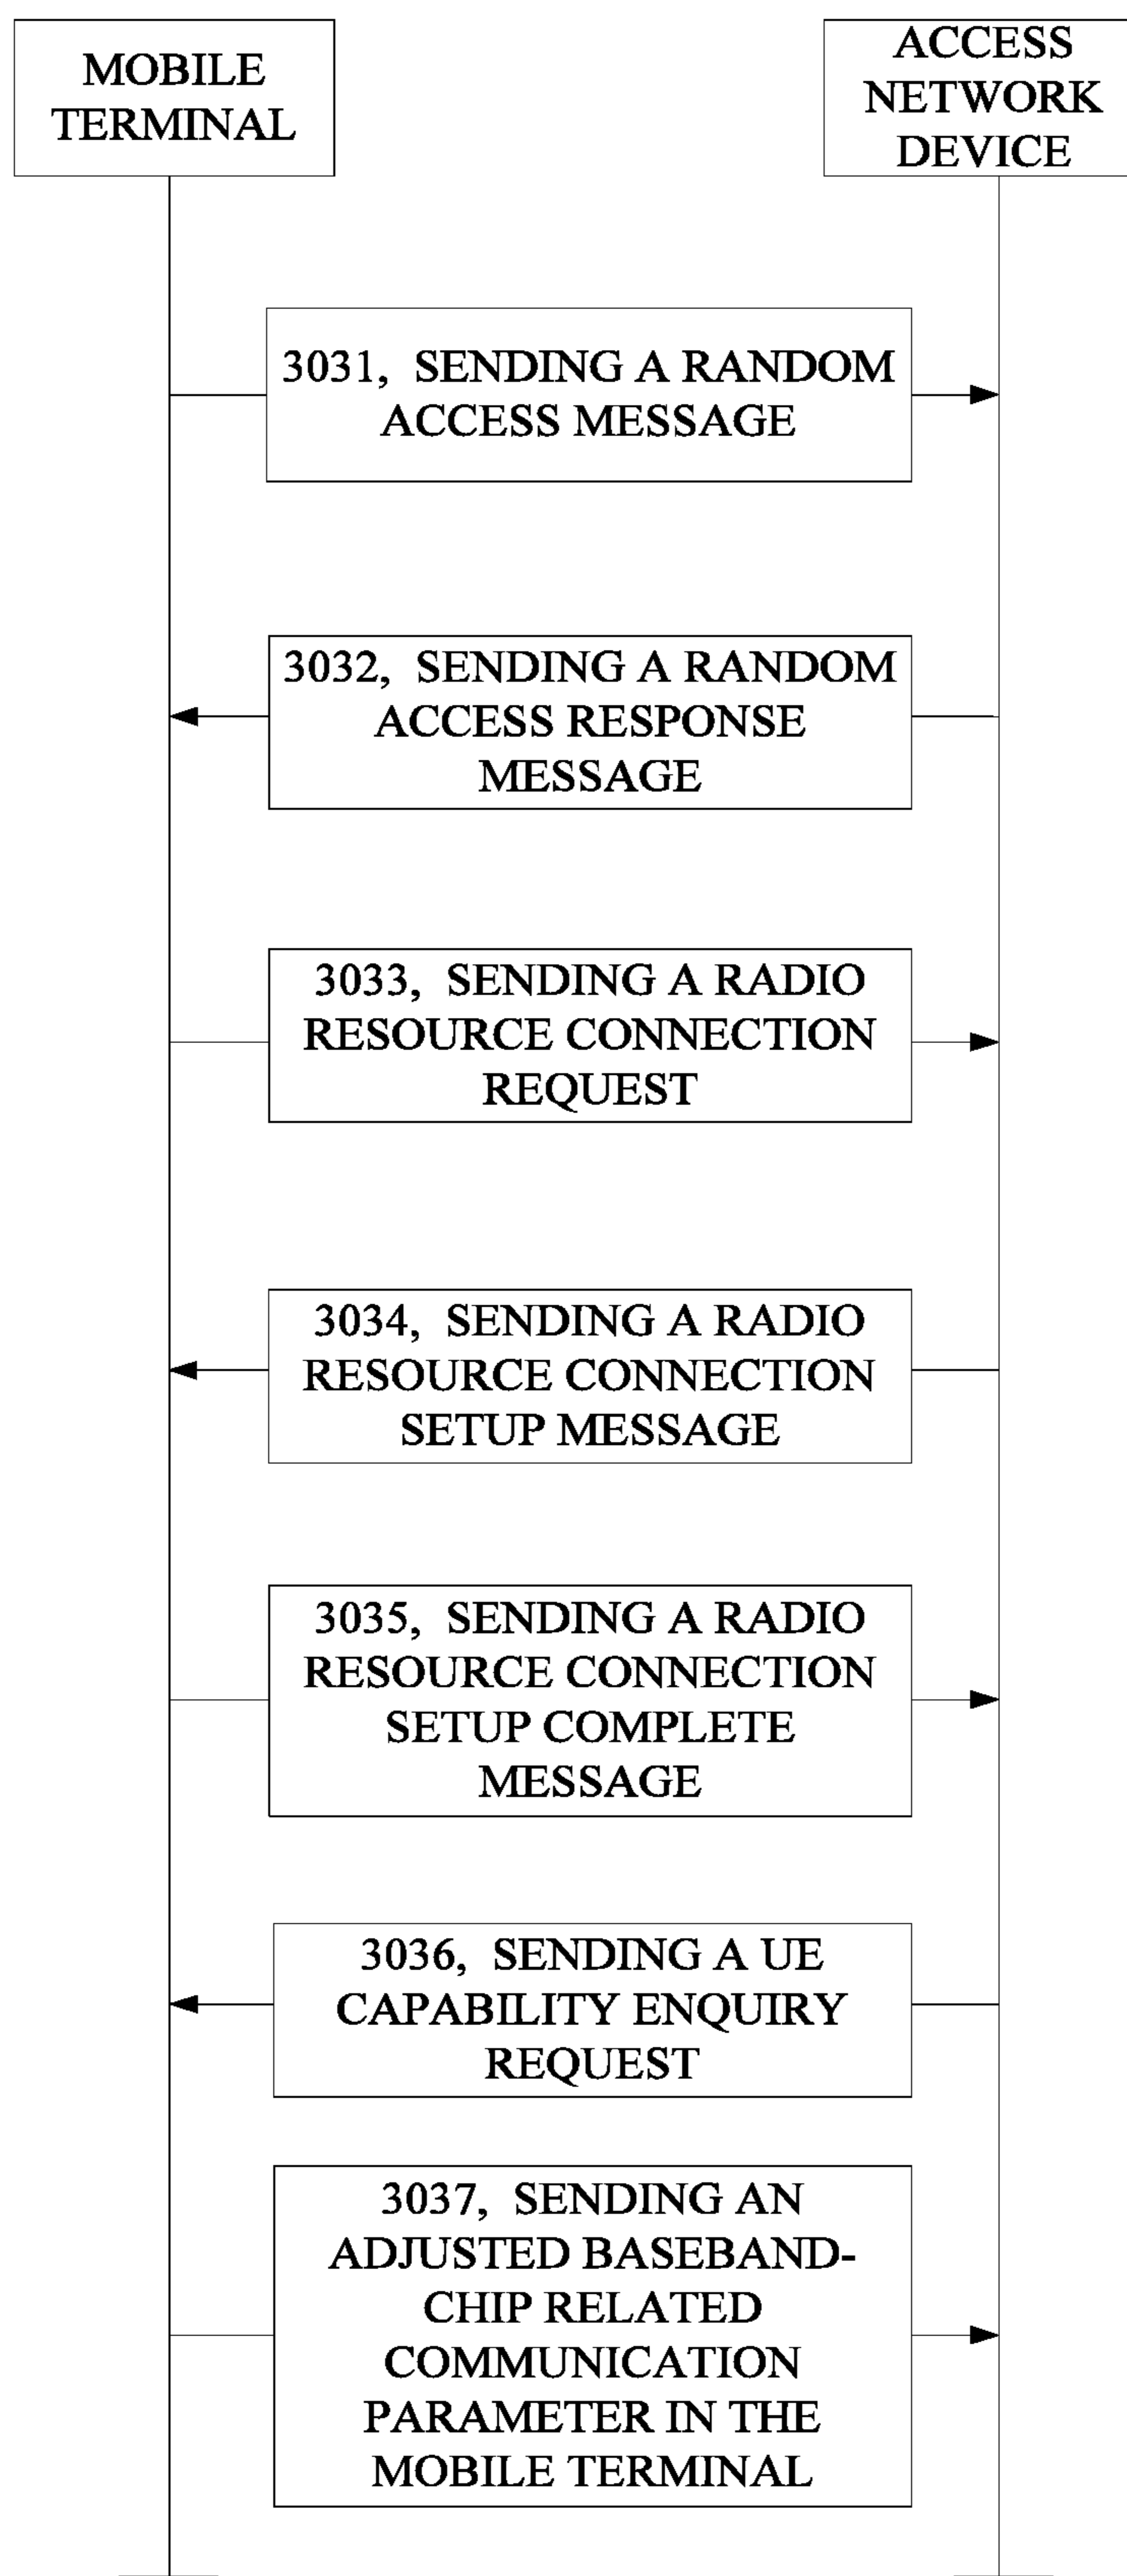 MOBILE
TERMINAL
ACCESS
NETWORK
DEVICE
3031, SENDING A RANDOM
ACCESS MESSAGE
3032, SENDING A RANDOM
ACCESS RESPONSE
MESSAGE
3033, SENDING A RADIO
RESOURCE CONNECTION
REQUEST
3034, SENDING A RADIO
RESOURCE CONNECTION
SETUP MESSAGE
3035, SENDING A RADIO
RESOURCE CONNECTION
SETUP COMPLETE
MESSAGE
3036, SENDING A UE
CAPABILITY ENQUIRY
REQUEST
3037, SENDING AN
ADJUSTED BASEBAND-
CHIP RELATED
COMMUNICATION
PARAMETER IN THE
MOBILE TERMINAL